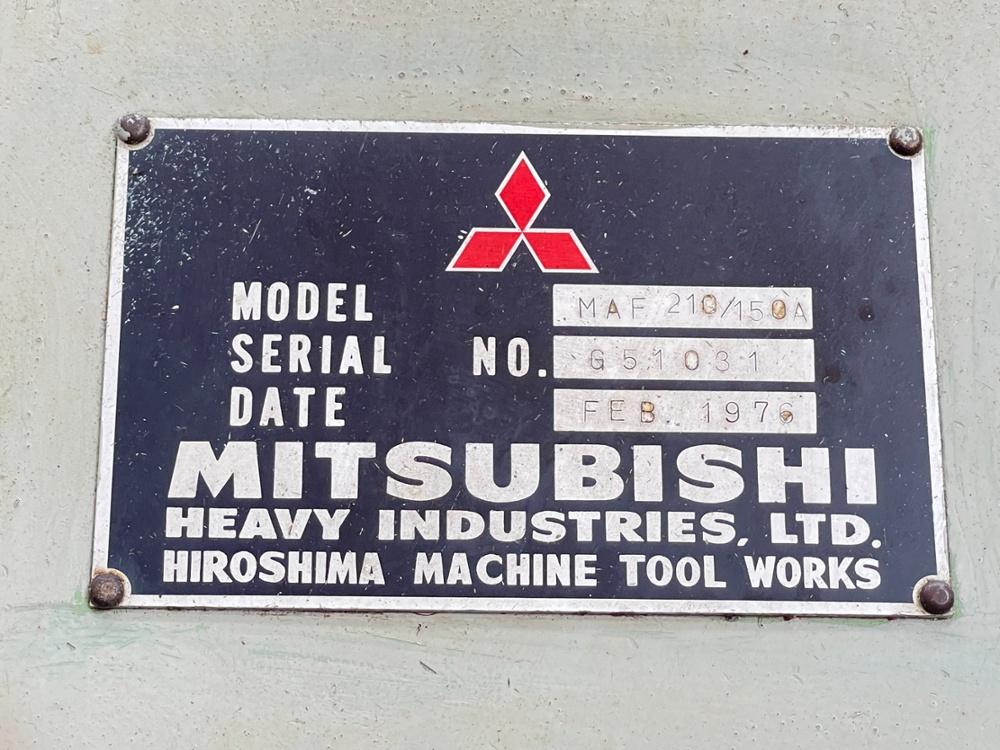 MODEL MAF 210/150A
SERIAL NO. G51031
DATE FEB. 1976
MITSUBISHI
HEAVY INDUSTRIES, LTD.
HIROSHIMA MACHINE TOOL WORKS